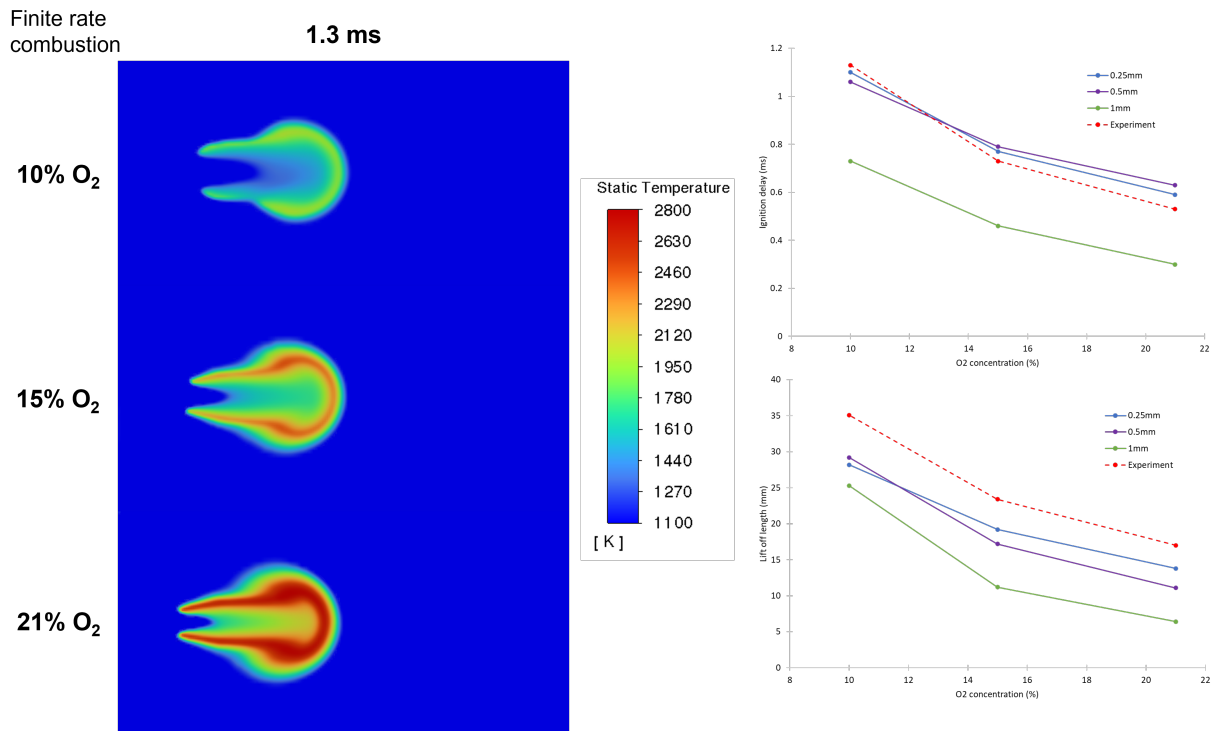 Finite rate
combustion
1.3 ms
10% O2
15% O2
21% O2
Static Temperature
2800
2630
2460
2290
2120
1950
1780
1610
1440
1270
1100
[ K ]
1.2
1
0.8
0.6
0.4
0.2
0
Ignition delay (ms)
8 10 12 14 16 18 20 22
O2 concentration (%)
0.25mm
0.5mm
1mm
Experiment
40
35
30
25
20
15
10
5
0
Lift off length (mm)
8 10 12 14 16 18 20 22
O2 concentration (%)
0.25mm
0.5mm
1mm
Experiment